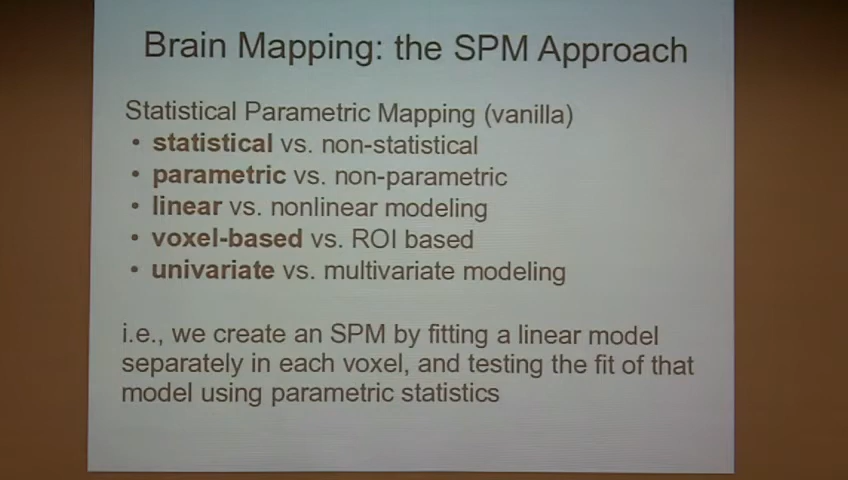 Brain Mapping: the SPM Approach
Statistical Parametric Mapping (vanilla)
• statistical vs. non-statistical
• parametric vs. non-parametric
• linear vs. nonlinear modeling
• voxel-based vs. ROI based
• univariate vs. multivariate modeling
i.e., we create an SPM by fitting a linear model
separately in each voxel, and testing the fit of that
model using parametric statistics